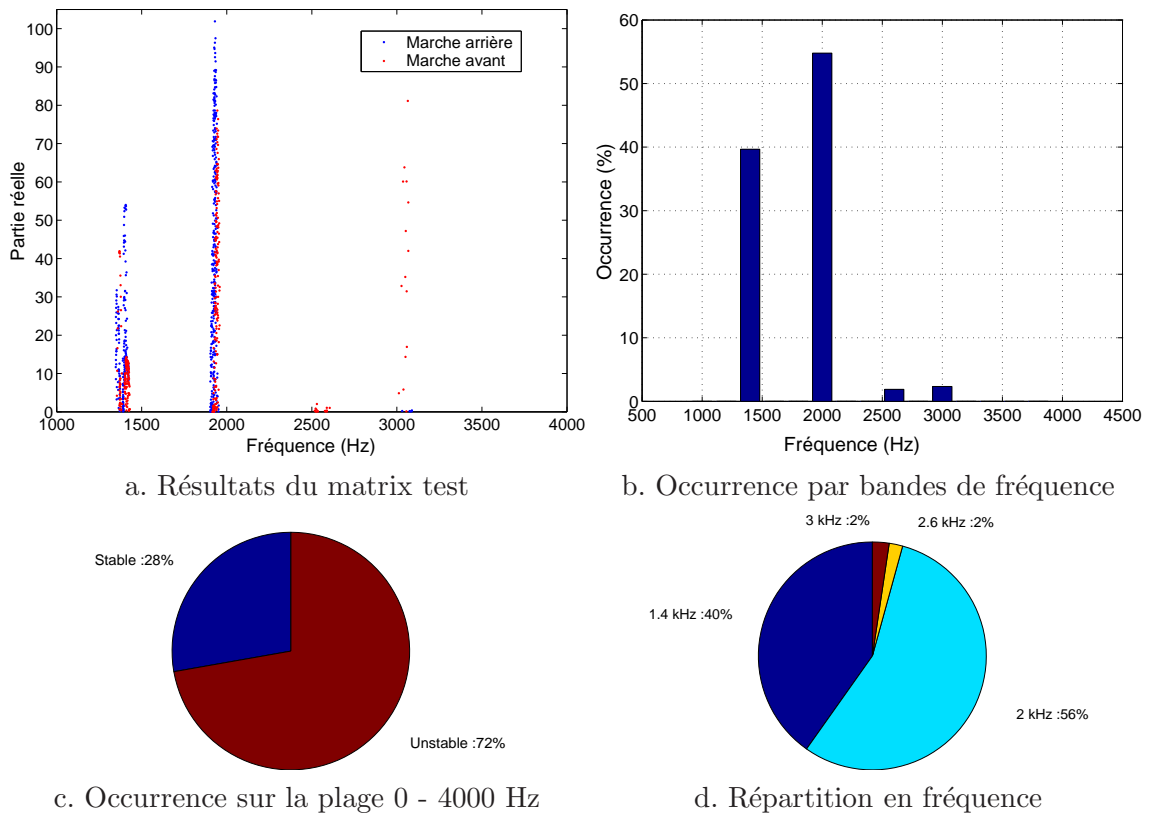 100
90
80
70
60
50
40
30
20
10
0
Partie réelle
1000 1500 2000 2500 3000 3500 4000
Fréquence (Hz)
Marche arrière
Marche avant
a. Résultats du matrix test
60
50
40
30
20
10
0
Occurrence (%)
500 1000 1500 2000 2500 3000 3500 4000 4500
Fréquence (Hz)
b. Occurrence par bandes de fréquence
Stable :28%
Unstable :72%
c. Occurrence sur la plage 0 - 4000 Hz
3 kHz :2%
2.6 kHz :2%
1.4 kHz :40%
2 kHz :56%
d. Répartition en fréquence